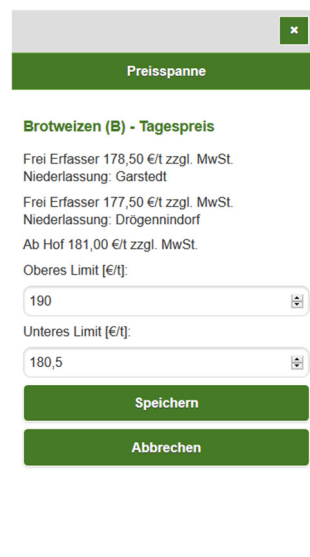 ×
Preisspanne
Brotweizen (B) - Tagespreis
Frei Erfasser 178,50 €/t zzgl. MwSt.
Niederlassung: Garstedt
Frei Erfasser 177,50 €/t zzgl. MwSt.
Niederlassung: Drögennindorf
Ab Hof 181,00 €/t zzgl. MwSt.
Oberes Limit [€/t]:
190
Unteres Limit [€/t]:
180,5
Speichern
Abbrechen